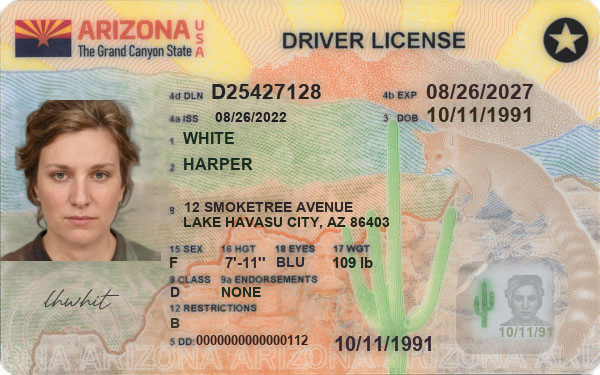 ARIZONA USA
The Grand Canyon State
DRIVER LICENSE
4d DLN D25427128 4b EXP 08/26/2027
4a ISS 08/26/2022 3 DOB 10/11/1991
1 WHITE
2 HARPER
8 12 SMOKETREE AVENUE
LAKE HAVASU CITY, AZ 86403
15 SEX 16 HGT 18 EYES 17 WGT
F 7'-11" BLU 109 lb
9 CLASS 9a ENDORSEMENTS
D NONE
12 RESTRICTIONS
B
lhwhit
5 DD: 0000000000000112 10/11/1991
10/11/91
ARIZONA ARIZONA ARIZONA ARIZONA